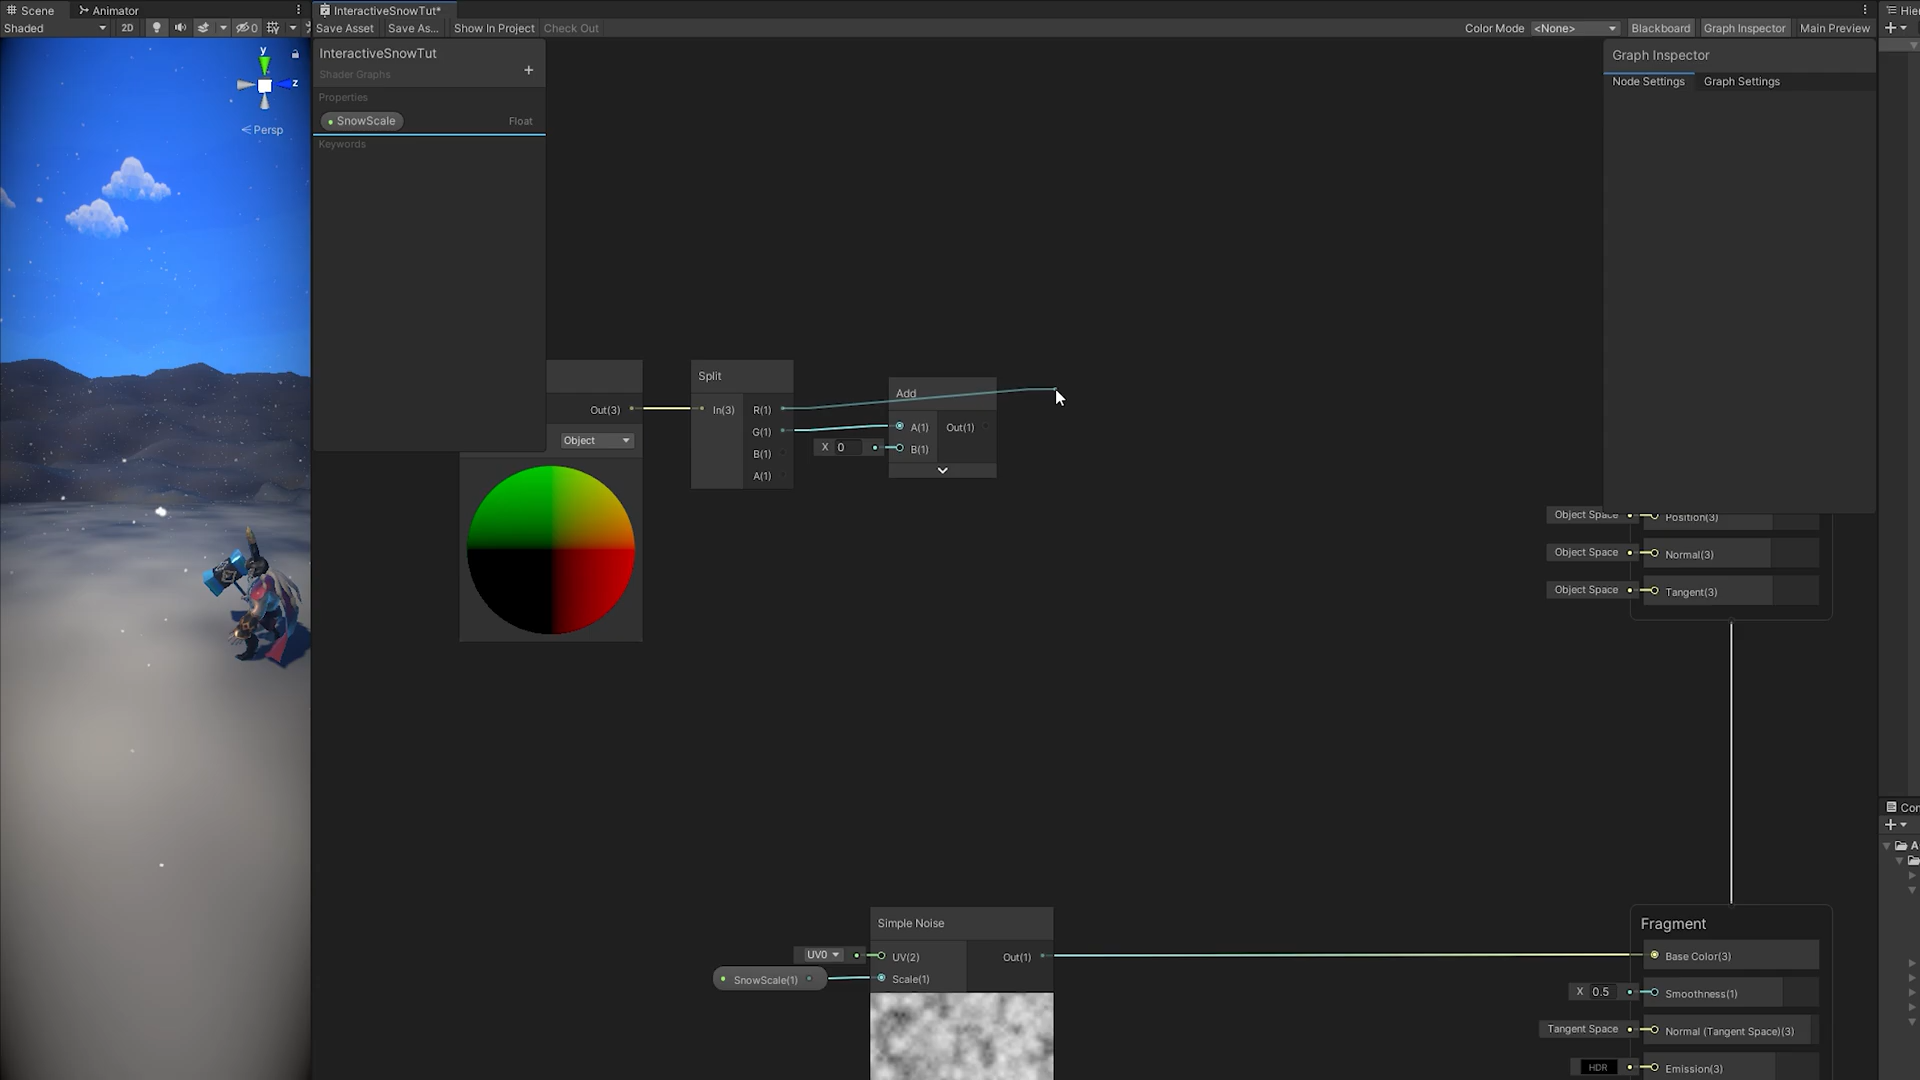 Scene
Animator
InteractiveSnowTut*
Hier
Shaded
2D
0
Save Asset
Save As...
Show In Project
Check Out
Color Mode
<None>
Blackboard
Graph Inspector
Main Preview
y
z
Persp
InteractiveSnowTut
Shader Graphs
Properties
SnowScale
Float
Keywords
Graph Inspector
Node Settings
Graph Settings
Out(3)
Object
Split
In(3)
R(1)
G(1)
B(1)
A(1)
X 0
Add
A(1)
Out(1)
B(1)
Object Space
Position(3)
Object Space
Normal(3)
Object Space
Tangent(3)
Con
A
Simple Noise
UV0
UV(2)
Out(1)
SnowScale(1)
Scale(1)
Fragment
Base Color(3)
X 0.5
Smoothness(1)
Tangent Space
Normal (Tangent Space)(3)
HDR
Emission(3)